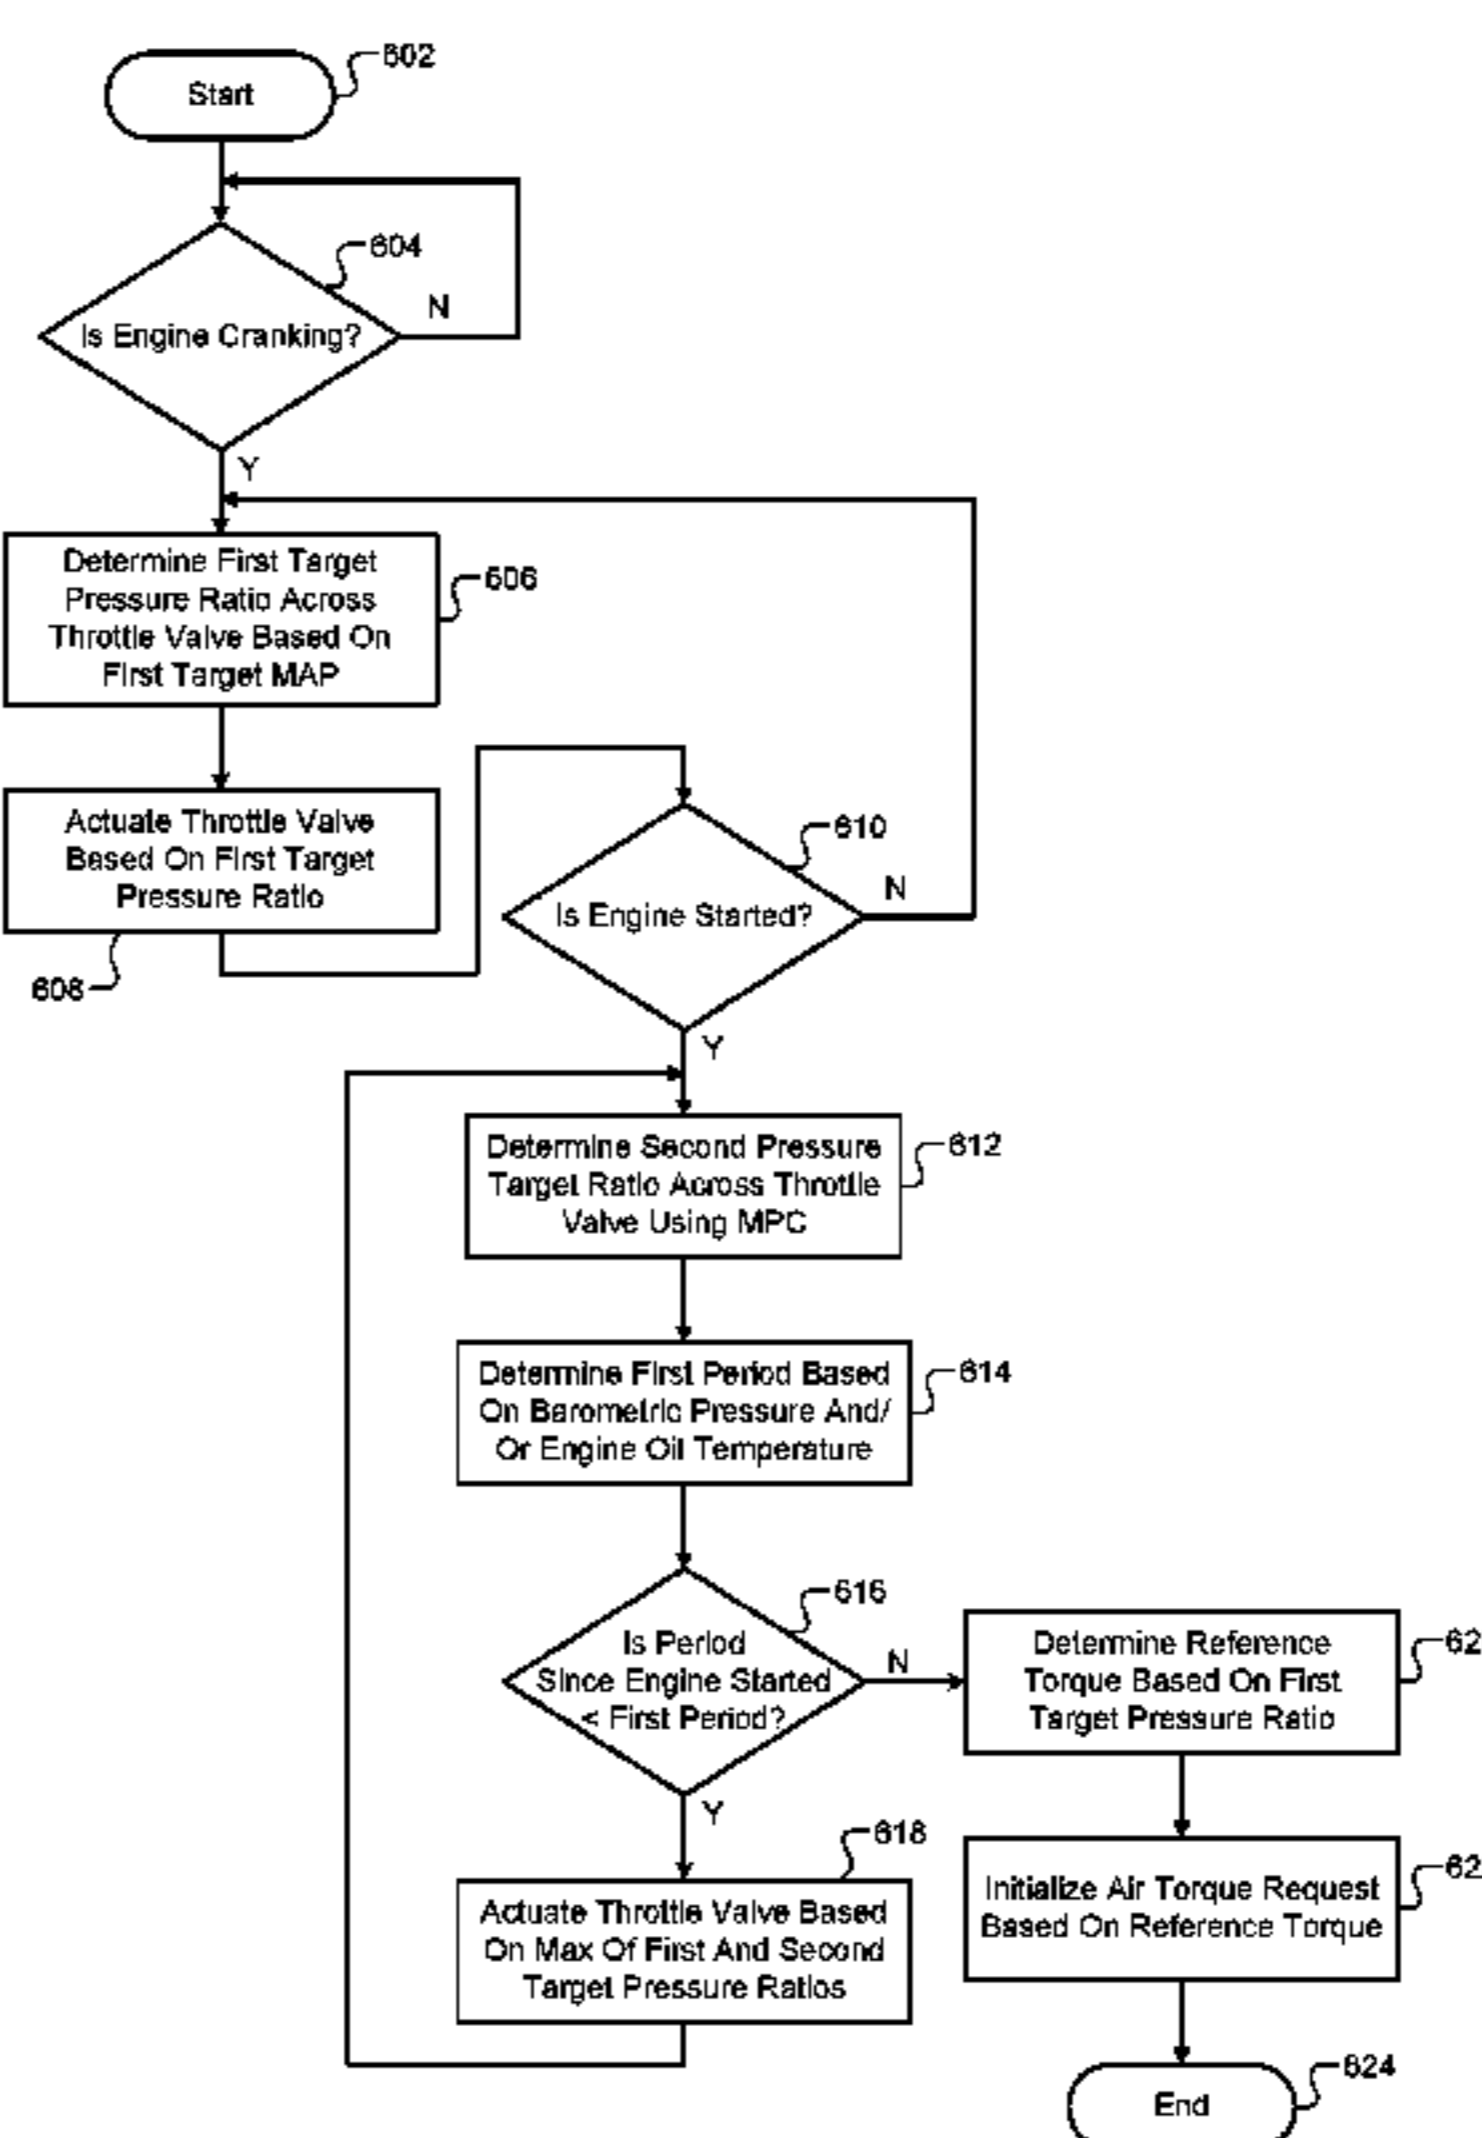 602
Start
604
N
Is Engine Cranking?
Y
Determine First Target
Pressure Ratio Across
Throttle Valve Based On
First Target MAP
606
Actuate Throttle Valve
Based On First Target
Pressure Ratio
608
610
N
Is Engine Started?
Y
Determine Second Pressure
Target Ratio Across Throttle
Valve Using MPC
612
Determine First Period Based
On Barometric Pressure And/
Or Engine Oil Temperature
614
616
Is Period
Since Engine Started
< First Period?
N
Y
Determine Reference
Torque Based On First
Target Pressure Ratio
62
618
Actuate Throttle Valve Based
On Max Of First And Second
Target Pressure Ratios
Initialize Air Torque Request
Based On Reference Torque
62
End
624